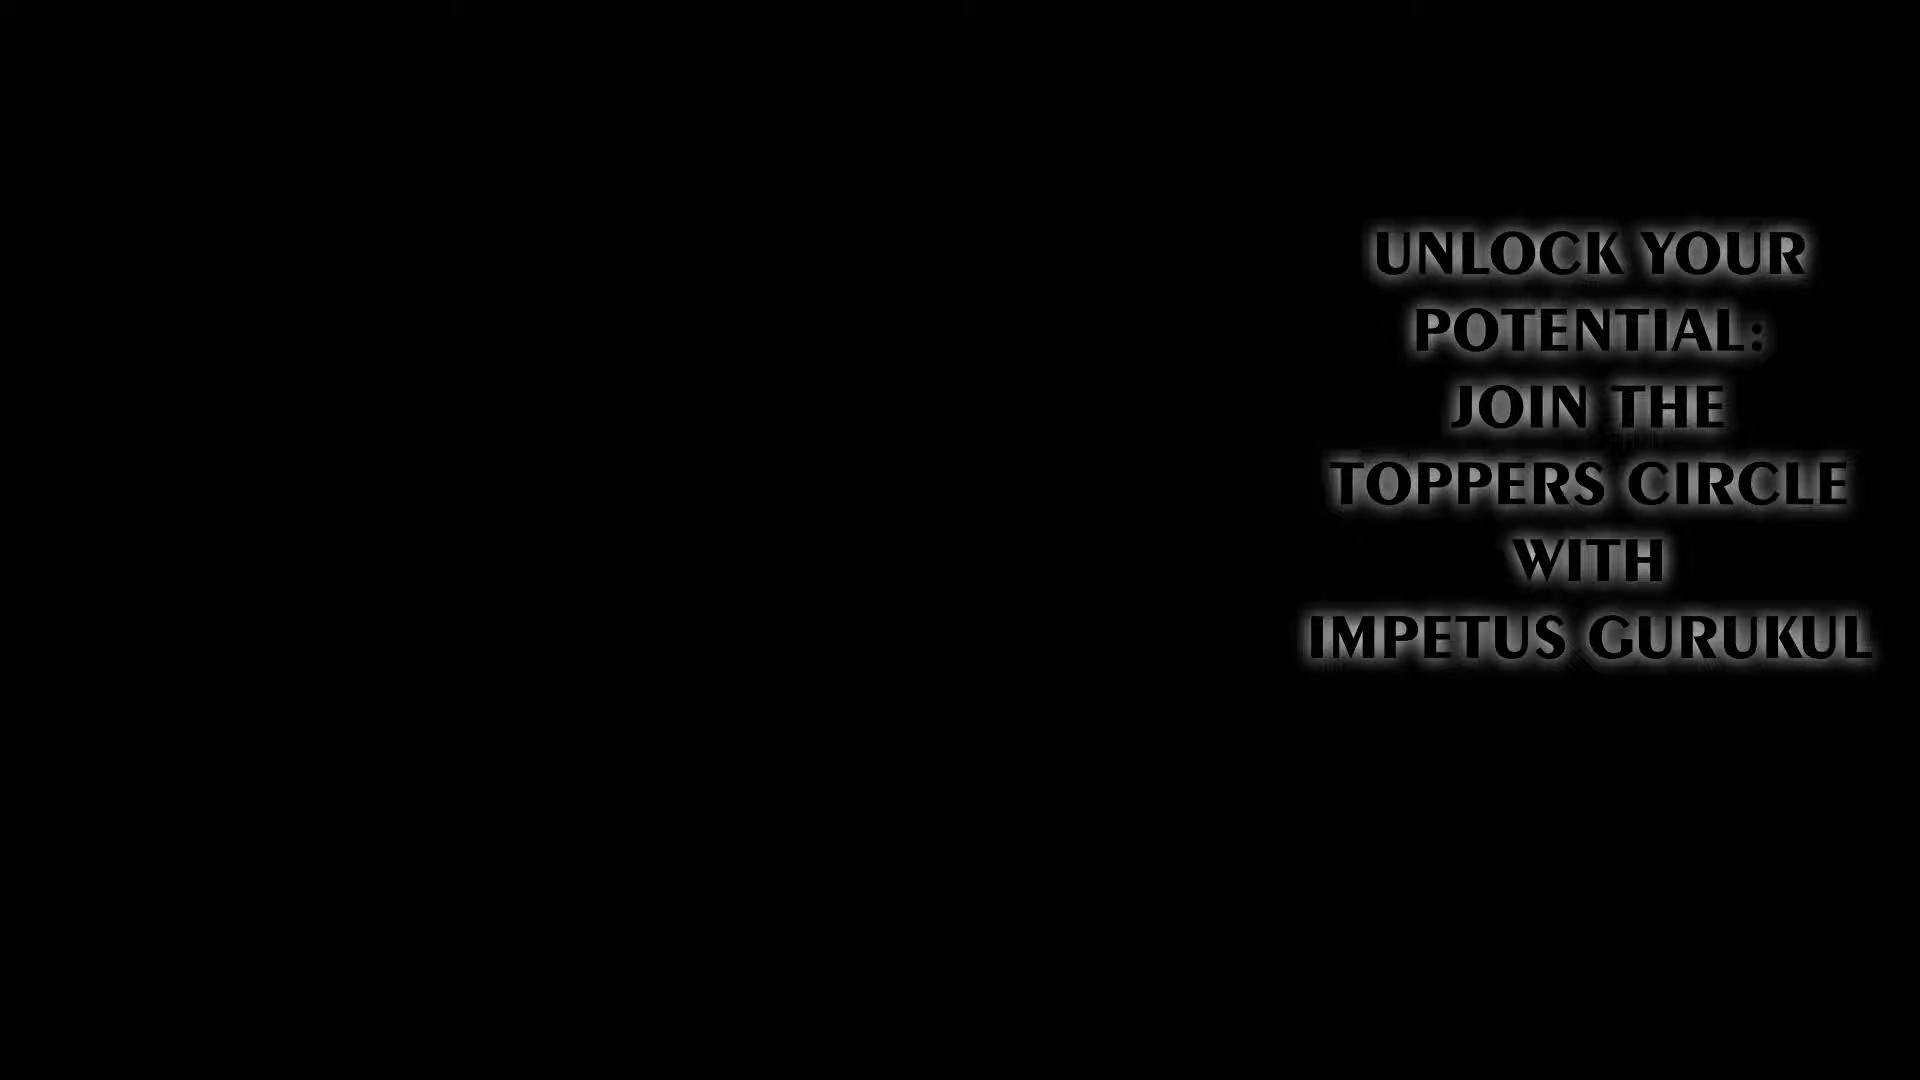 UNLOCK YOUR
POTENTIAL:
JOIN THE
TOPPERS CIRCLE
WITH
IMPETUS GURUKUL